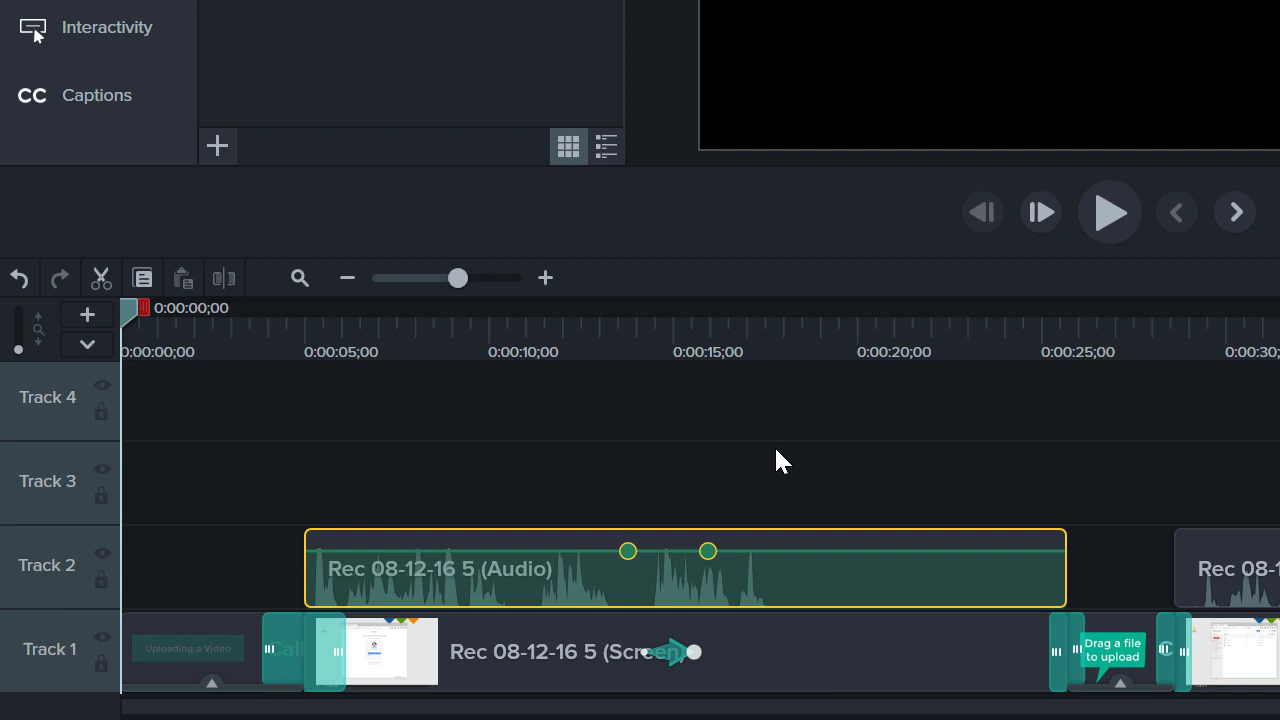 Interactivity
CC Captions
0:00:00;00
0:00:00;00 0:00:05;00 0:00:10;00 0:00:15;00 0:00:20;00 0:00:25;00 0:00:30;
Track 4
Track 3
Track 2
Rec 08-12-16 5 (Audio)
Rec 08-1
Track 1
Uploading a Video
Call
Rec 08-12-16 5 (Screen)
Drag a file
to upload
C